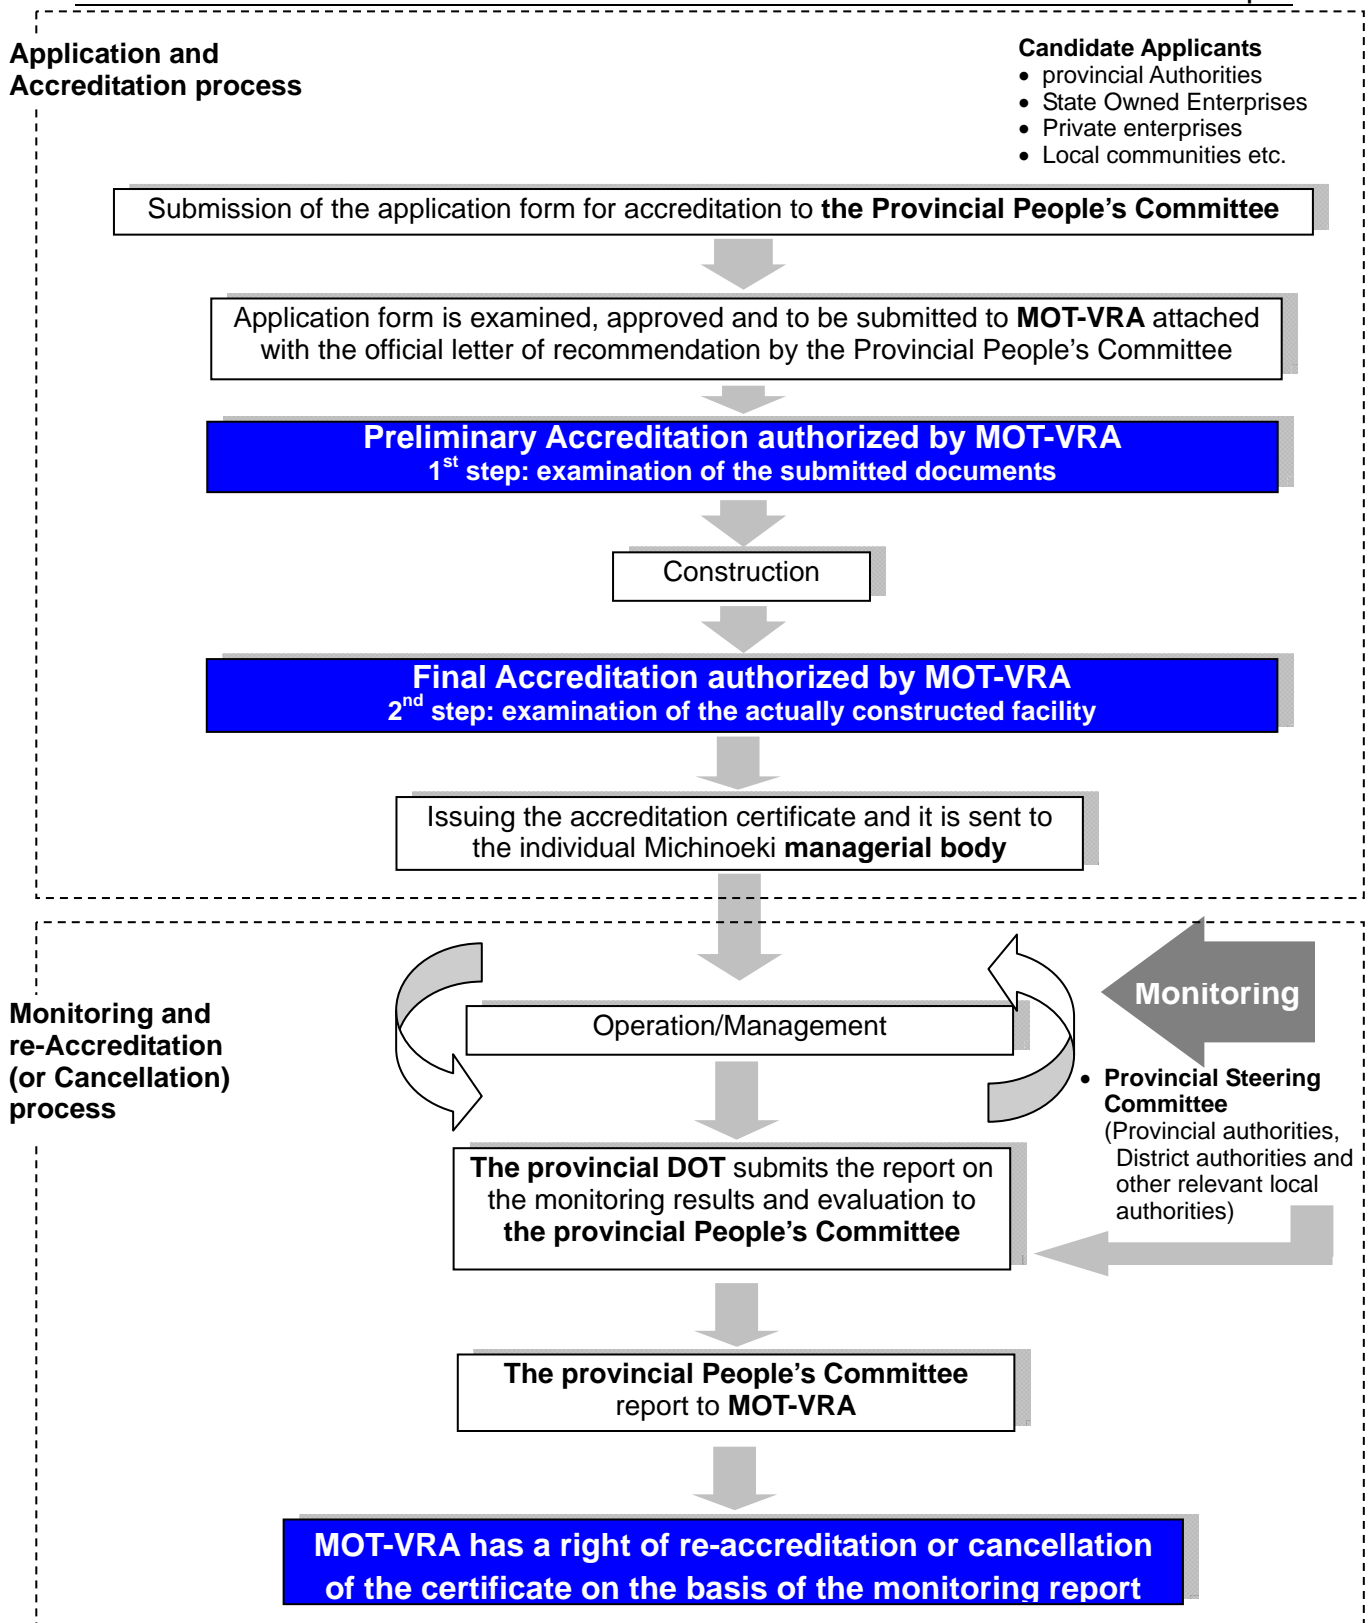 Application and
Accreditation process
Candidate Applicants
• provincial Authorities
• State Owned Enterprises
• Private enterprises
• Local communities etc.
Submission of the application form for accreditation to the Provincial People's Committee
Application form is examined, approved and to be submitted to MOT-VRA attached
with the official letter of recommendation by the Provincial People's Committee
Preliminary Accreditation authorized by MOT-VRA
1st step: examination of the submitted documents
Construction
Final Accreditation authorized by MOT-VRA
2nd step: examination of the actually constructed facility
Issuing the accreditation certificate and it is sent to
the individual Michinoeki managerial body
Monitoring and
re-Accreditation
(or Cancellation)
process
Operation/Management
Monitoring
• Provincial Steering
Committee
(Provincial authorities,
District authorities and
other relevant local
authorities)
The provincial DOT submits the report on
the monitoring results and evaluation to
the provincial People's Committee
The provincial People's Committee
report to MOT-VRA
MOT-VRA has a right of re-accreditation or cancellation
of the certificate on the basis of the monitoring report